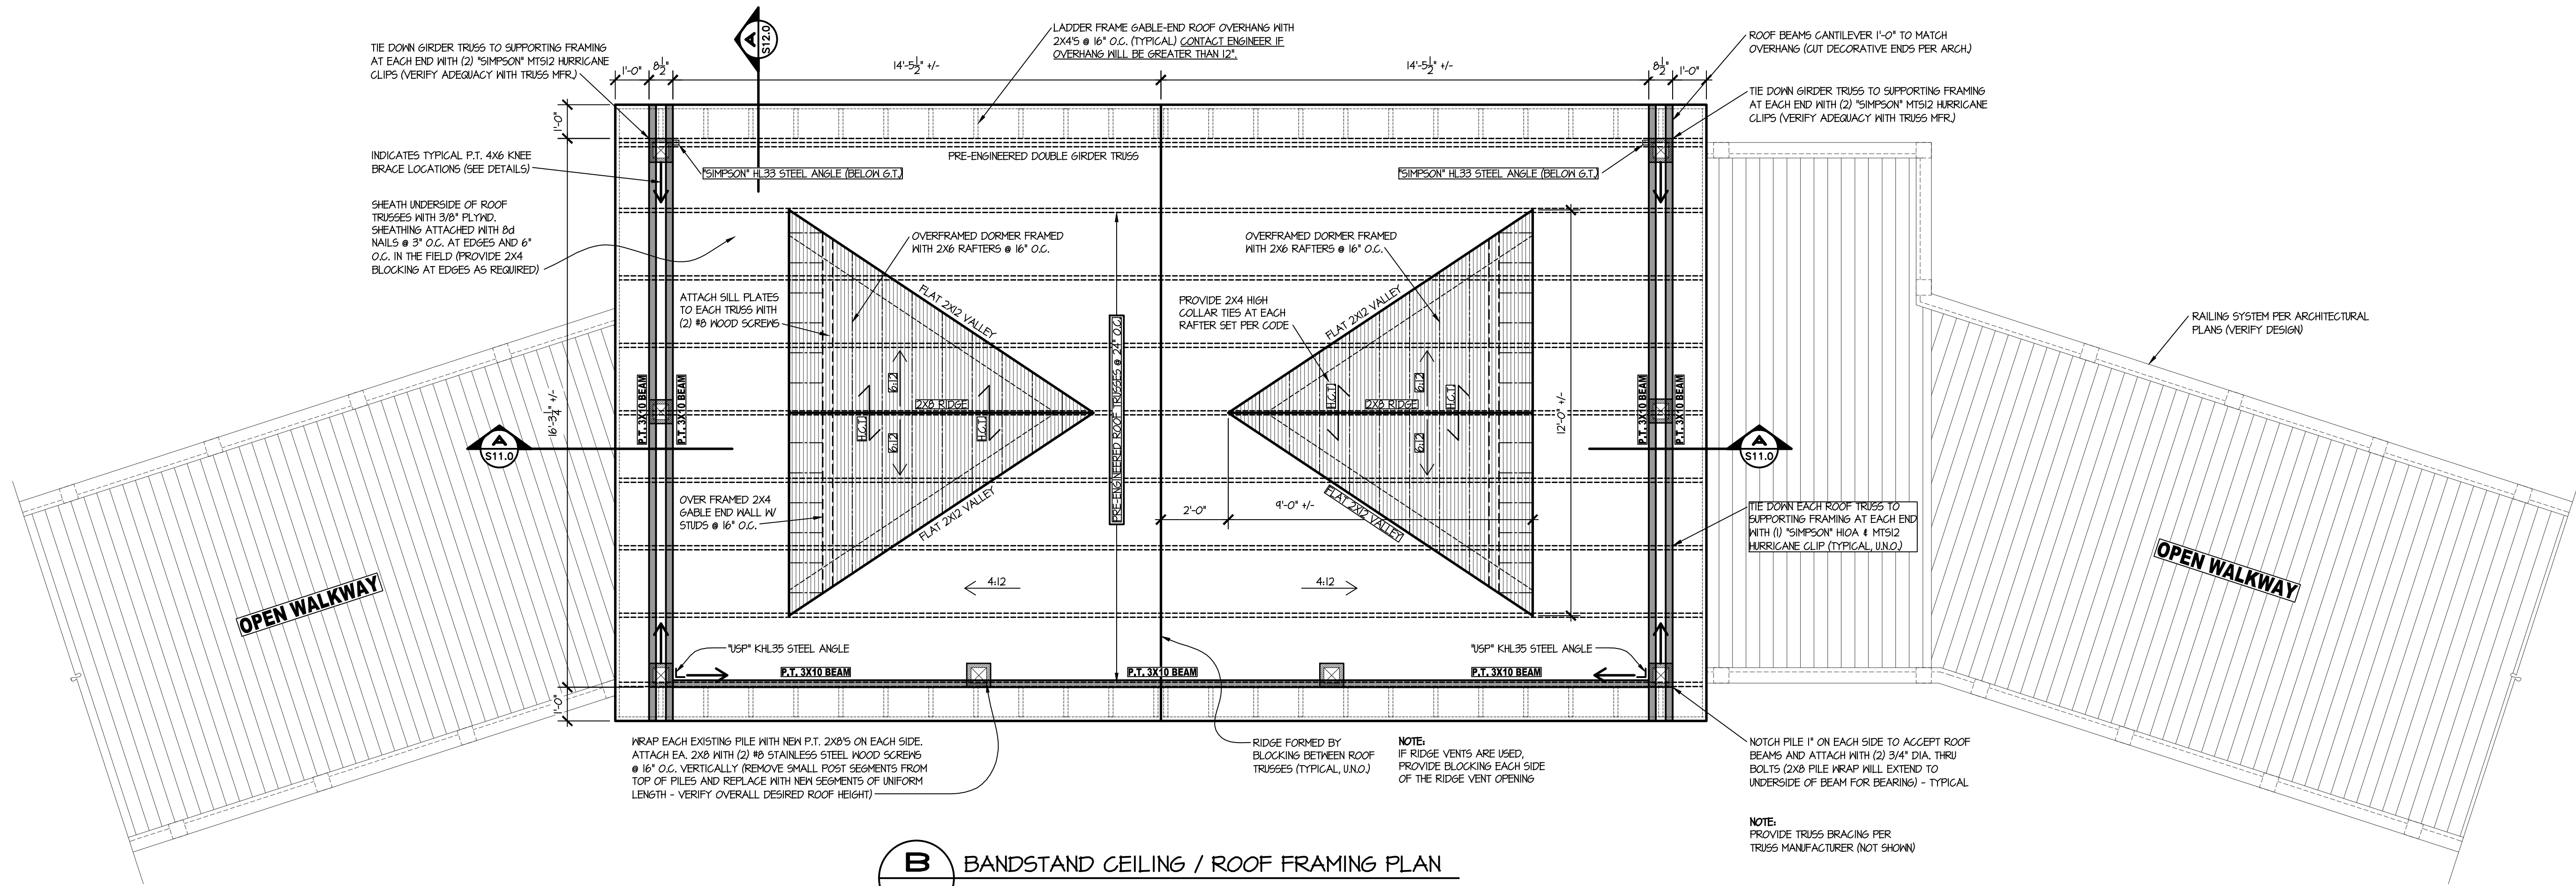 TIE DOWN GIRDER TRUSS TO SUPPORTING FRAMING
AT EACH END WITH (2) "SIMPSON" MTS12 HURRICANE
CLIPS (VERIFY ADEQUACY WITH TRUSS MFR.)
A
S12.0
LADDER FRAME GABLE-END ROOF OVERHANG WITH
2X4'S @ 16" O.C. (TYPICAL) CONTACT ENGINEER IF
OVERHANG WILL BE GREATER THAN 12".
ROOF BEAMS CANTILEVER 1'-0" TO MATCH
OVERHANG (CUT DECORATIVE ENDS PER ARCH.)
1'-0"
8½"
14'-5½" +/-
14'-5½" +/-
8½"
1'-0"
TIE DOWN GIRDER TRUSS TO SUPPORTING FRAMING
AT EACH END WITH (2) "SIMPSON" MTS12 HURRICANE
CLIPS (VERIFY ADEQUACY WITH TRUSS MFR.)
1'-0"
INDICATES TYPICAL P.T. 4X6 KNEE
BRACE LOCATIONS (SEE DETAILS)
PRE-ENGINEERED DOUBLE GIRDER TRUSS
"SIMPSON" HL33 STEEL ANGLE (BELOW G.T.)
"SIMPSON" HL33 STEEL ANGLE (BELOW G.T.)
SHEATH UNDERSIDE OF ROOF
TRUSSES WITH 3/8" PLYWD.
SHEATHING ATTACHED WITH 8d
NAILS @ 3" O.C. AT EDGES AND 6"
O.C. IN THE FIELD (PROVIDE 2X4
BLOCKING AT EDGES AS REQUIRED)
OVERFRAMED DORMER FRAMED
WITH 2X6 RAFTERS @ 16" O.C.
OVERFRAMED DORMER FRAMED
WITH 2X6 RAFTERS @ 16" O.C.
ATTACH SILL PLATES
TO EACH TRUSS WITH
(2) #8 WOOD SCREWS
FLAT 2X12 VALLEY
PROVIDE 2X4 HIGH
COLLAR TIES AT EACH
RAFTER SET PER CODE
FLAT 2X12 VALLEY
RAILING SYSTEM PER ARCHITECTURAL
PLANS (VERIFY DESIGN)
16'-3¼" +/-
P.T. 3X10 BEAM
P.T. 3X10 BEAM
6:12
2X8 RIDGE
H.C.T.
H.C.T.
6:12
PRE-ENGINEERED ROOF TRUSSES @ 24" O.C.
H.C.T.
6:12
2X8 RIDGE
H.C.T.
6:12
12'-0" +/-
P.T. 3X10 BEAM
P.T. 3X10 BEAM
A
S11.0
A
S11.0
OVER FRAMED 2X4
GABLE END WALL W/
STUDS @ 16" O.C.
FLAT 2X12 VALLEY
2'-0"
9'-0" +/-
FLAT 2X12 VALLEY
TIE DOWN EACH ROOF TRUSS TO
SUPPORTING FRAMING AT EACH END
WITH (1) "SIMPSON" H10A & MTS12
HURRICANE CLIP (TYPICAL, U.N.O.)
OPEN WALKWAY
4:12
4:12
OPEN WALKWAY
"USP" KHL35 STEEL ANGLE
"USP" KHL35 STEEL ANGLE
P.T. 3X10 BEAM
P.T. 3X10 BEAM
P.T. 3X10 BEAM
1'-0"
WRAP EACH EXISTING PILE WITH NEW P.T. 2X8'S ON EACH SIDE.
ATTACH EA. 2X8 WITH (2) #8 STAINLESS STEEL WOOD SCREWS
@ 16" O.C. VERTICALLY (REMOVE SMALL POST SEGMENTS FROM
TOP OF PILES AND REPLACE WITH NEW SEGMENTS OF UNIFORM
LENGTH - VERIFY OVERALL DESIRED ROOF HEIGHT)
RIDGE FORMED BY
BLOCKING BETWEEN ROOF
TRUSSES (TYPICAL, U.N.O.)
NOTE:
IF RIDGE VENTS ARE USED,
PROVIDE BLOCKING EACH SIDE
OF THE RIDGE VENT OPENING
NOTCH PILE 1" ON EACH SIDE TO ACCEPT ROOF
BEAMS AND ATTACH WITH (2) 3/4" DIA. THRU
BOLTS (2X8 PILE WRAP WILL EXTEND TO
UNDERSIDE OF BEAM FOR BEARING) - TYPICAL
NOTE:
PROVIDE TRUSS BRACING PER
TRUSS MANUFACTURER (NOT SHOWN)
B
BANDSTAND CEILING / ROOF FRAMING PLAN